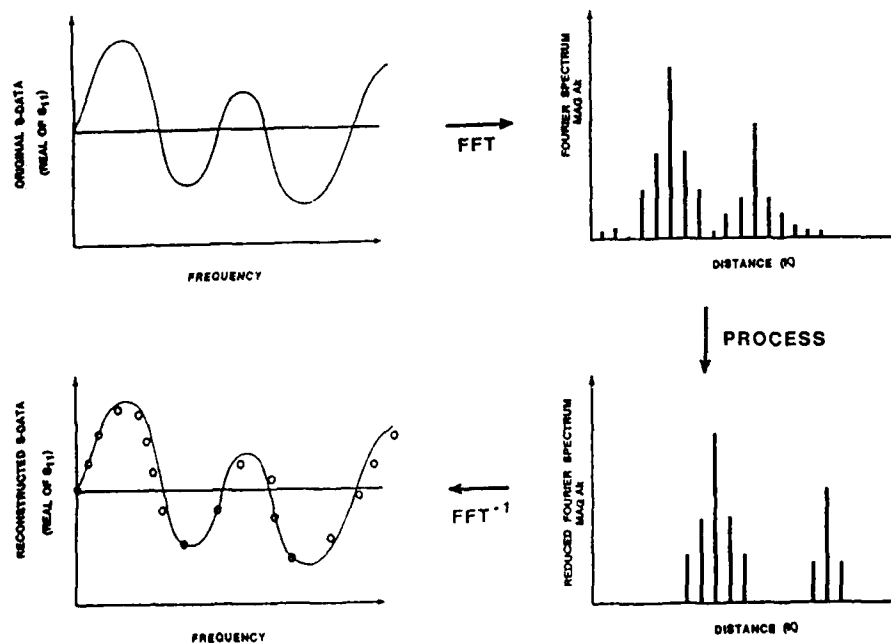 ORIGINAL S-DATA
(REAL OF S11)
FREQUENCY
FFT
FOURIER SPECTRUM
MAG Ak
DISTANCE (K)
PROCESS
RECONSTRUCTED S-DATA
(REAL OF S11)
FREQUENCY
FFT-1
REDUCED FOURIER SPECTRUM
MAG Ak
DISTANCE (K)